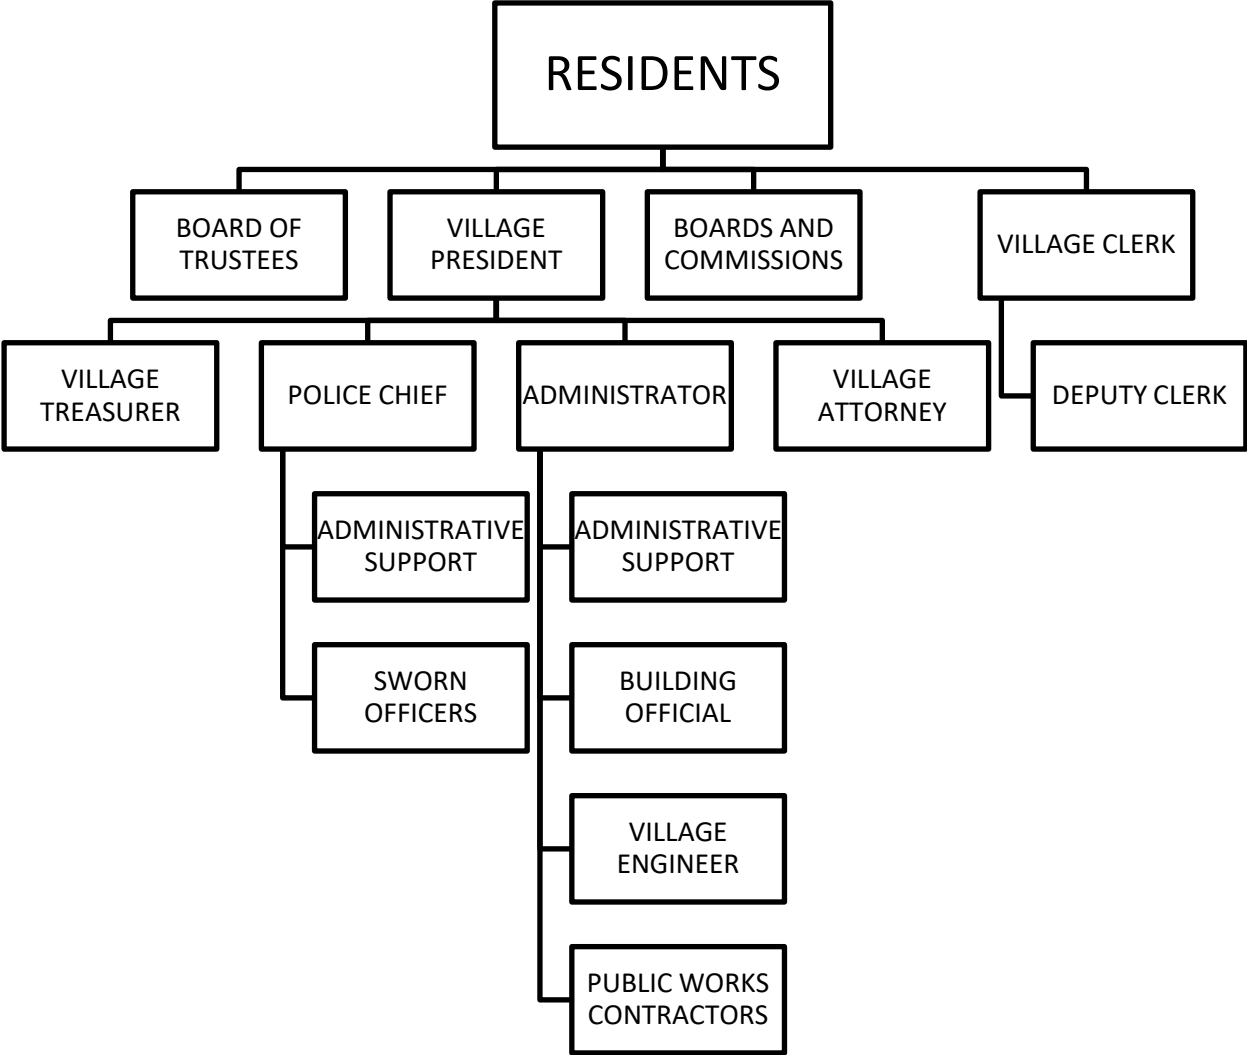 RESIDENTS
BOARD OF
TRUSTEES
VILLAGE
PRESIDENT
BOARDS AND
COMMISSIONS
VILLAGE CLERK
VILLAGE
TREASURER
POLICE CHIEF
ADMINISTRATOR
VILLAGE
ATTORNEY
DEPUTY CLERK
ADMINISTRATIVE
SUPPORT
ADMINISTRATIVE
SUPPORT
SWORN
OFFICERS
BUILDING
OFFICIAL
VILLAGE
ENGINEER
PUBLIC WORKS
CONTRACTORS